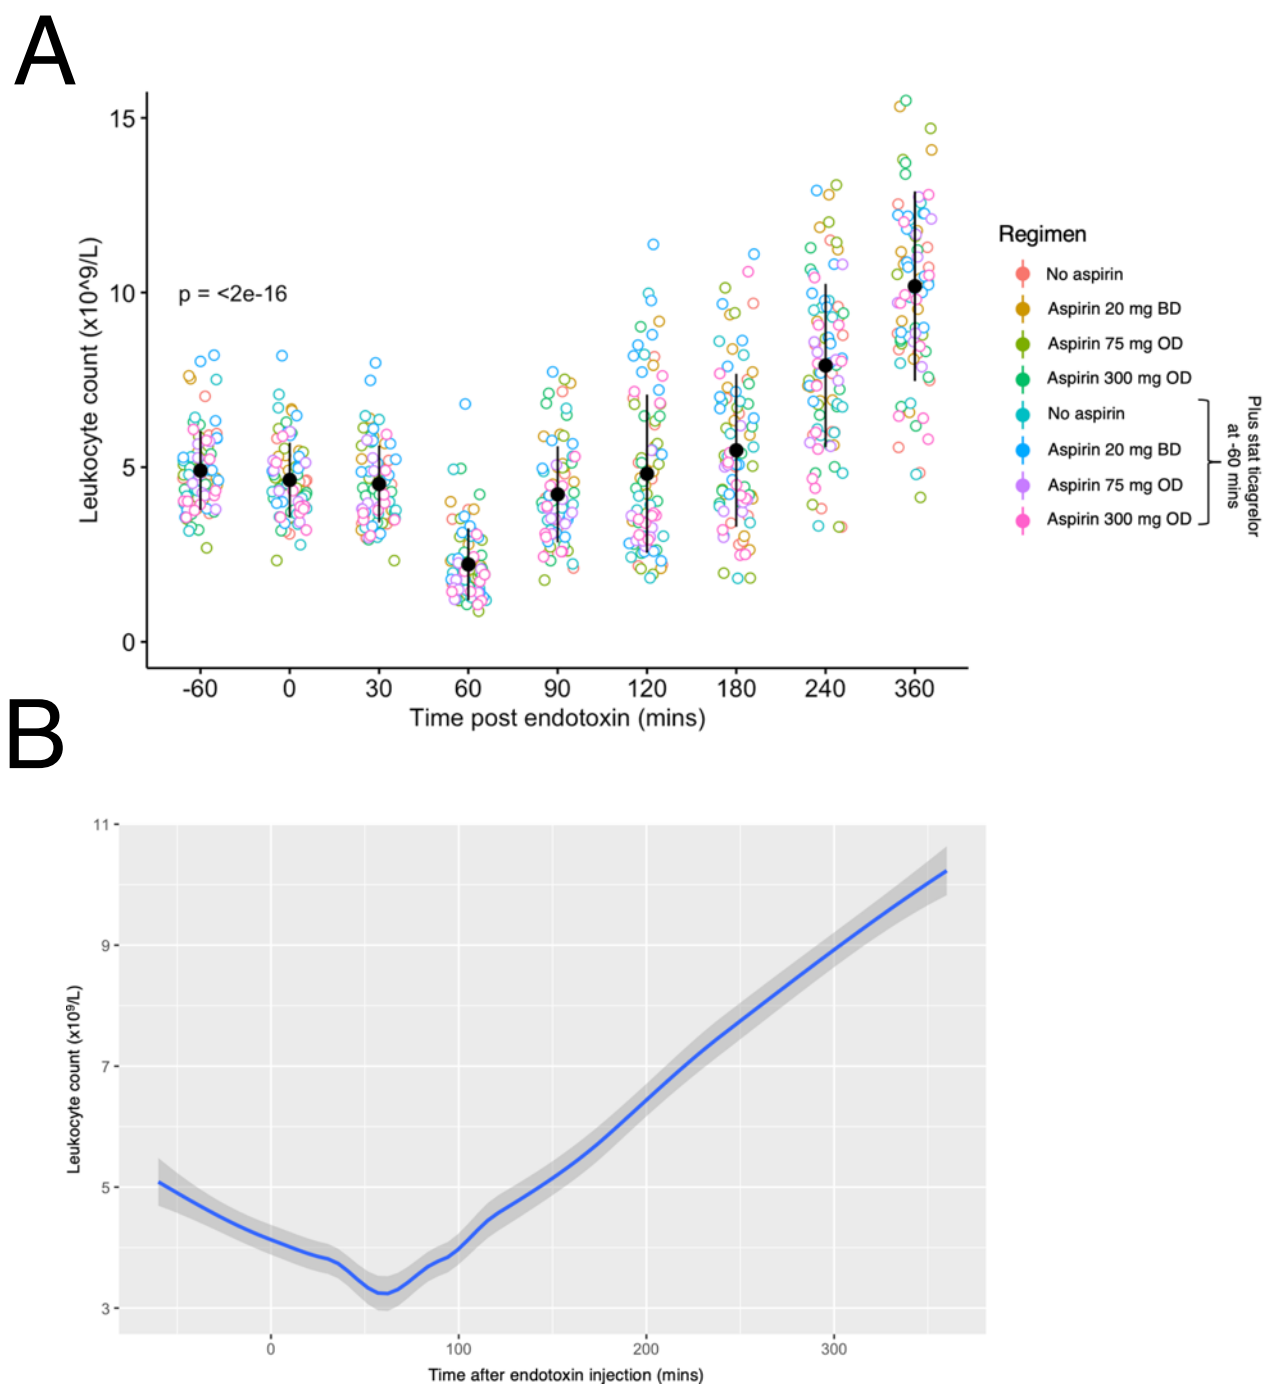 A
15
10
5
0
Leukocyte count (x10^9/L)
p = <2e-16
-60 0 30 60 90 120 180 240 360
Time post endotoxin (mins)
Regimen
No aspirin
Aspirin 20 mg BD
Aspirin 75 mg OD
Aspirin 300 mg OD
No aspirin
Aspirin 20 mg BD
Aspirin 75 mg OD
Aspirin 300 mg OD
Plus stat ticagrelor
at -60 mins
B
11
9
7
5
3
Leukocyte count (x10⁹/L)
0 100 200 300
Time after endotoxin injection (mins)